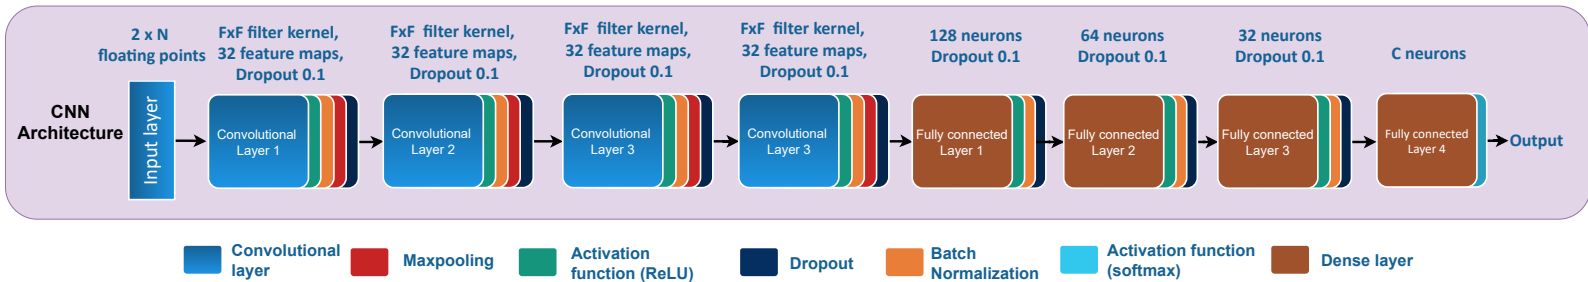 2 x N
floating points
FxF filter kernel,
32 feature maps,
Dropout 0.1
FxF filter kernel,
32 feature maps,
Dropout 0.1
FxF filter kernel,
32 feature maps,
Dropout 0.1
FxF filter kernel,
32 feature maps,
Dropout 0.1
128 neurons
Dropout 0.1
64 neurons
Dropout 0.1
32 neurons
Dropout 0.1
C neurons
CNN
Architecture
Input layer
Convolutional
Layer 1
Convolutional
Layer 2
Convolutional
Layer 3
Convolutional
Layer 3
Fully connected
Layer 1
Fully connected
Layer 2
Fully connected
Layer 3
Fully connected
Layer 4
Output
Convolutional
layer
Maxpooling
Activation
function (ReLU)
Dropout
Batch
Normalization
Activation function
(softmax)
Dense layer